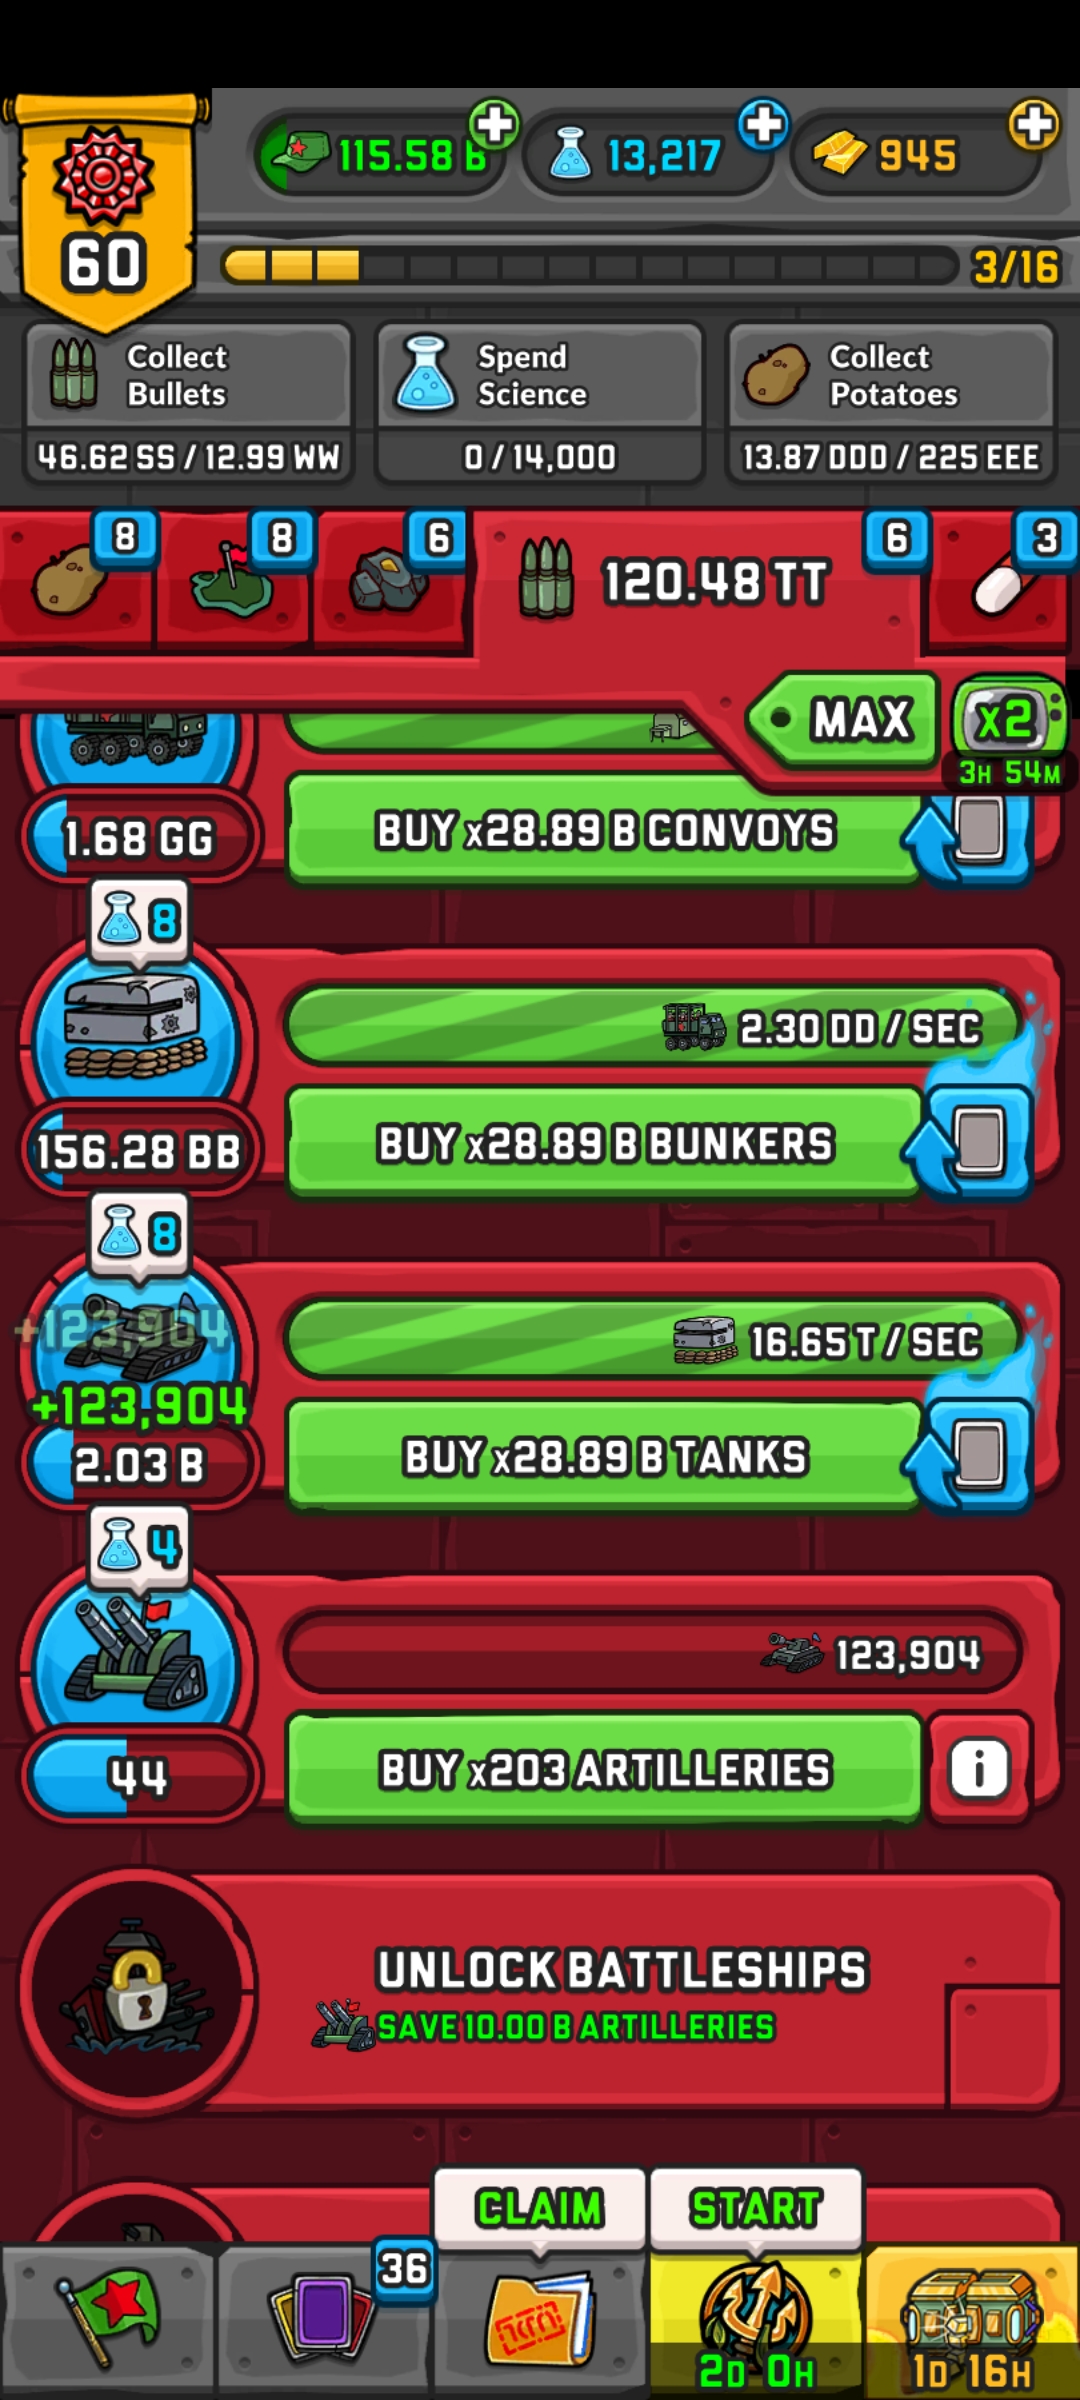 115.58 B
13,217
945
60
3/16
Collect
Bullets
Spend
Science
Collect
Potatoes
46.62 SS / 12.99 WW
0 / 14,000
13.87 DDD / 225 EEE
8
8
6
120.48 TT
6
3
MAX
x2
3H 54M
1.68 GG
BUY x28.89 B CONVOYS
8
2.30 DD / SEC
156.28 BB
BUY x28.89 B BUNKERS
8
+123,904
16.65 T / SEC
+123,904
2.03 B
BUY x28.89 B TANKS
4
123,904
44
BUY x203 ARTILLERIES
i
UNLOCK BATTLESHIPS
SAVE 10.00 B ARTILLERIES
CLAIM
START
36
2D 0H
1D 16H